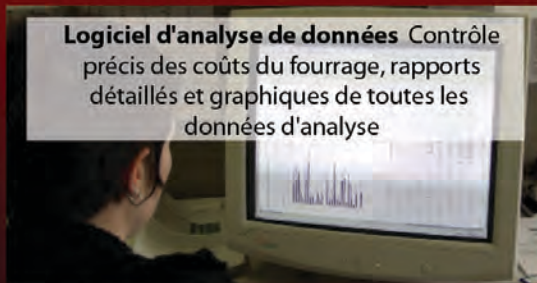 Logiciel d'analyse de données Contrôle
précis des coûts du fourrage, rapports
détaillés et graphiques de toutes les
données d'analyse